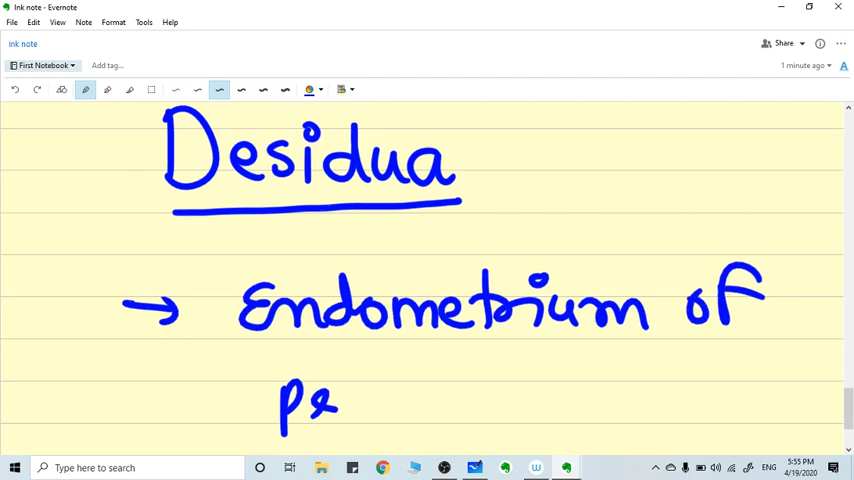 Ink note - Evernote
File Edit View Note Format Tools Help
Ink note
Share
First Notebook
Add tag...
1 minute ago
A
Desidua
→ Endometrium of
pr
Type here to search
ENG
5:55 PM
4/19/2020